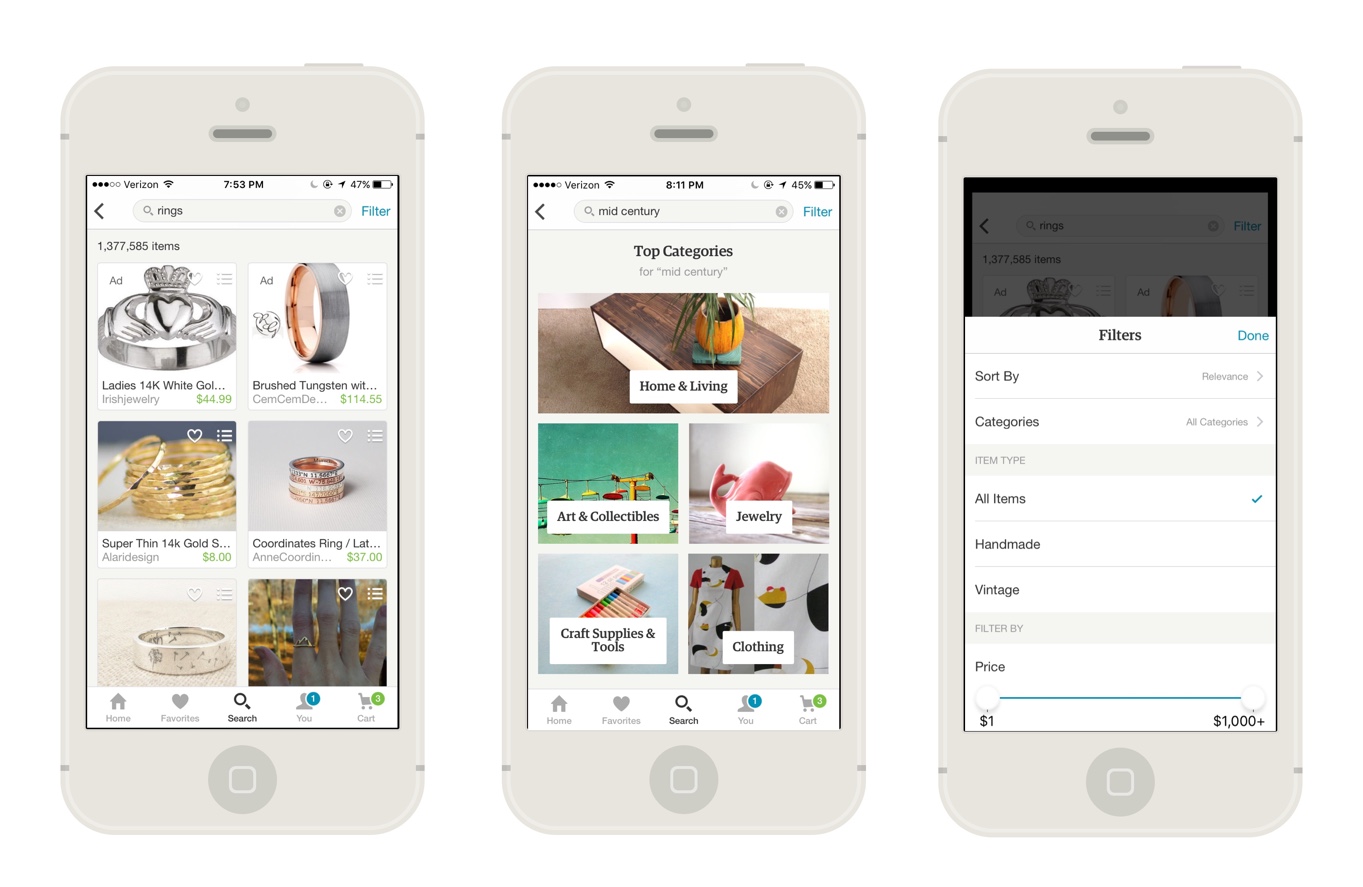 Verizon 7:53 PM 47%
rings Filter
1,377,585 items
Ad Ad
Ladies 14K White Gol... Brushed Tungsten wit...
Irishjewelry $44.99 CemCemDe... $114.55
Super Thin 14k Gold S... Coordinates Ring / Lat...
Alaridesign $8.00 AnneCoordin... $37.00
1 3
Home Favorites Search You Cart
Verizon 8:11 PM 45%
mid century Filter
Top Categories
for “mid century”
Home & Living
Art & Collectibles Jewelry
Craft Supplies &
Tools
Clothing
1 3
Home Favorites Search You Cart
rings Filter
1,377,585 items
Ad Ad
Filters Done
Sort By Relevance
Categories All Categories
ITEM TYPE
All Items
Handmade
Vintage
FILTER BY
Price
$1 $1,000+